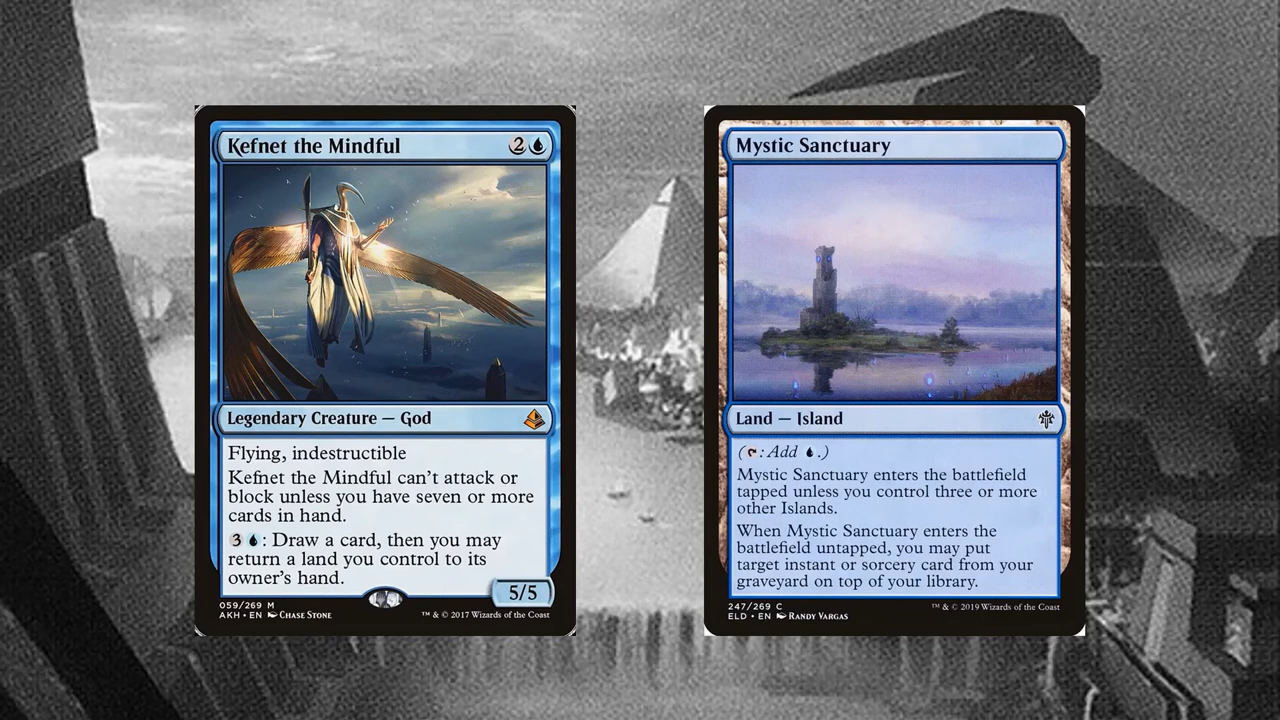 Kefnet the Mindful 2
Legendary Creature — God
Flying, indestructible
Kefnet the Mindful can't attack or
block unless you have seven or more
cards in hand.
3 : Draw a card, then you may
return a land you control to its
owner's hand.
5/5
059/269 M
AKH • EN Chase Stone
™ & © 2017 Wizards of the Coast
Mystic Sanctuary
Land — Island
( : Add .)
Mystic Sanctuary enters the battlefield
tapped unless you control three or more
other Islands.
When Mystic Sanctuary enters the
battlefield untapped, you may put
target instant or sorcery card from your
graveyard on top of your library.
247/269 C
ELD • EN Randy Vargas
™ & © 2019 Wizards of the Coast